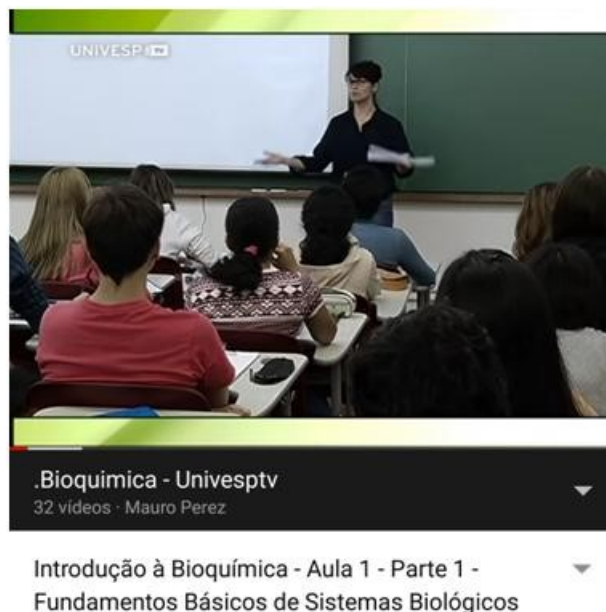 UNIVESP TV
.Bioquimica - Univesptv
32 vídeos · Mauro Perez
Introdução à Bioquímica - Aula 1 - Parte 1 -
Fundamentos Básicos de Sistemas Biológicos